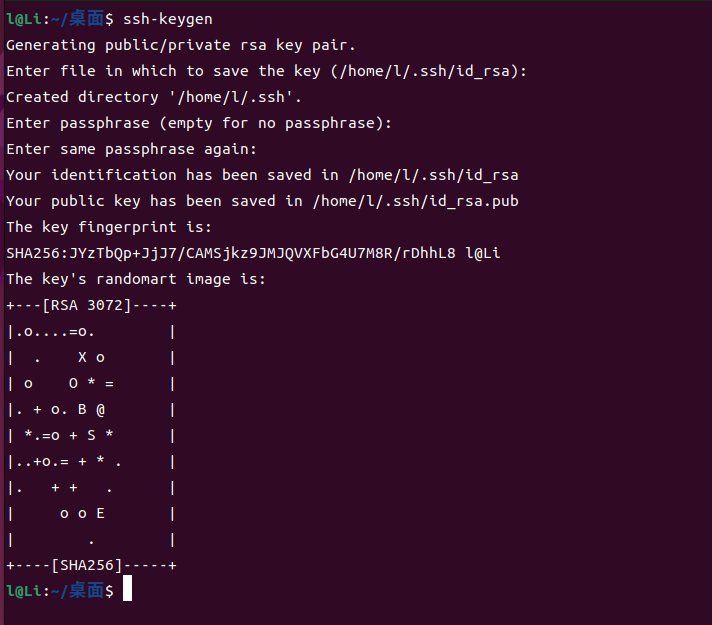 l@Li:~/桌面$ ssh-keygen
Generating public/private rsa key pair.
Enter file in which to save the key (/home/l/.ssh/id_rsa):
Created directory '/home/l/.ssh'.
Enter passphrase (empty for no passphrase):
Enter same passphrase again:
Your identification has been saved in /home/l/.ssh/id_rsa
Your public key has been saved in /home/l/.ssh/id_rsa.pub
The key fingerprint is:
SHA256:JYzTbQp+JjJ7/CAMSjkz9JMJQVXFbG4U7M8R/rDhhL8 l@Li
The key's randomart image is:
+---[RSA 3072]----+
|.o....=o.        |
|  .    X o       |
| o    O * =      |
|. + o. B @       |
| *.=o + S *      |
|..+o.= + * .     |
|.   + +   .      |
|     o o E       |
|        .        |
+----[SHA256]-----+
l@Li:~/桌面$